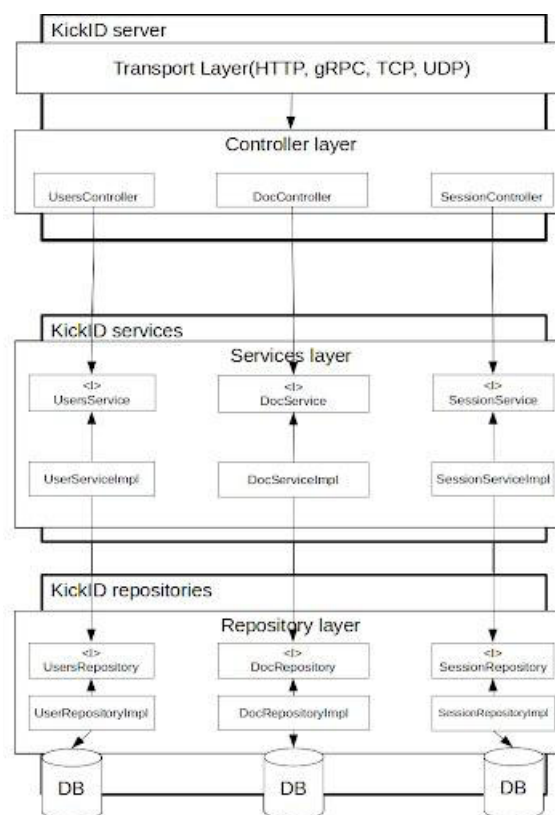 KickID server
Transport Layer(HTTP, gRPC, TCP, UDP)
Controller layer
UsersController DocController SessionController
KickID services
Services layer
<I> <I> <I>
UsersService DocService SessionService
UserServiceImpl DocServiceImpl SessionServiceImpl
KickID repositories
Repository layer
<I> <I> <I>
UsersRepository DocRepository SessionRepository
UserRepositoryImpl DocRepositoryImpl SessionRepositoryImpl
DB DB DB